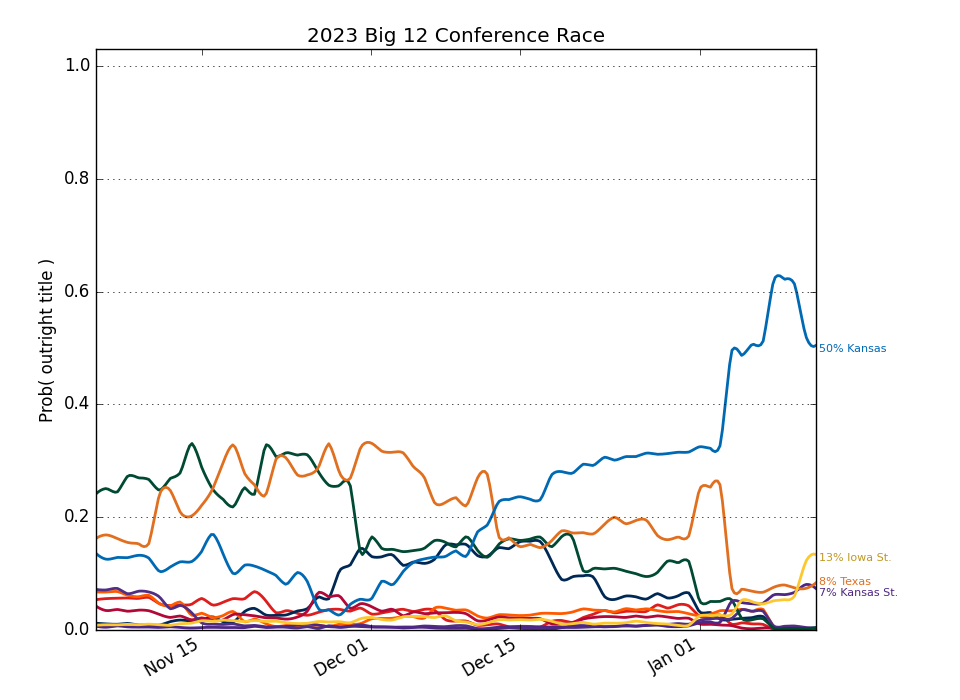 2023 Big 12 Conference Race
1.0
0.8
0.6
0.4
0.2
0.0
Prob( outright title )
Nov 15
Dec 01
Dec 15
Jan 01
50% Kansas
13% Iowa St.
8% Texas
7% Kansas St.